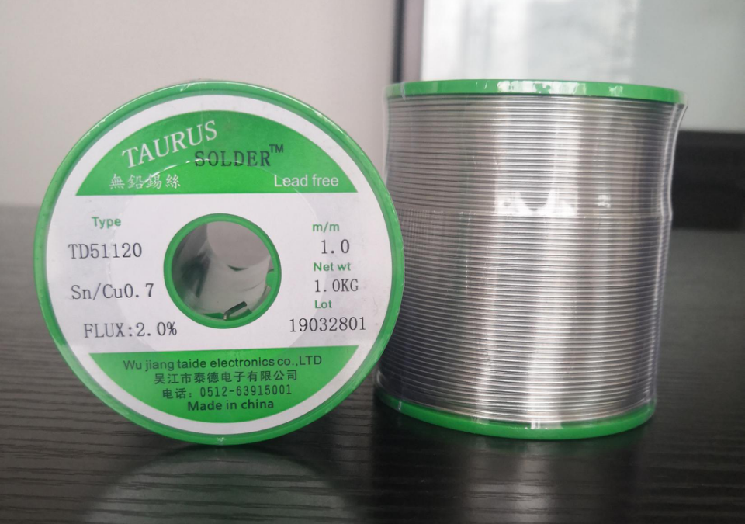 TAURUS
SOLDER™
無鉛錫絲
Lead free
Type
m/m
TD51120
1.0
Net wt
Sn/Cu0.7
1.0KG
Lot
FLUX:2.0%
19032801
Wu jiang taide electronics co.,LTD
吴江市泰德电子有限公司
电话:0512-63915001
Made in china